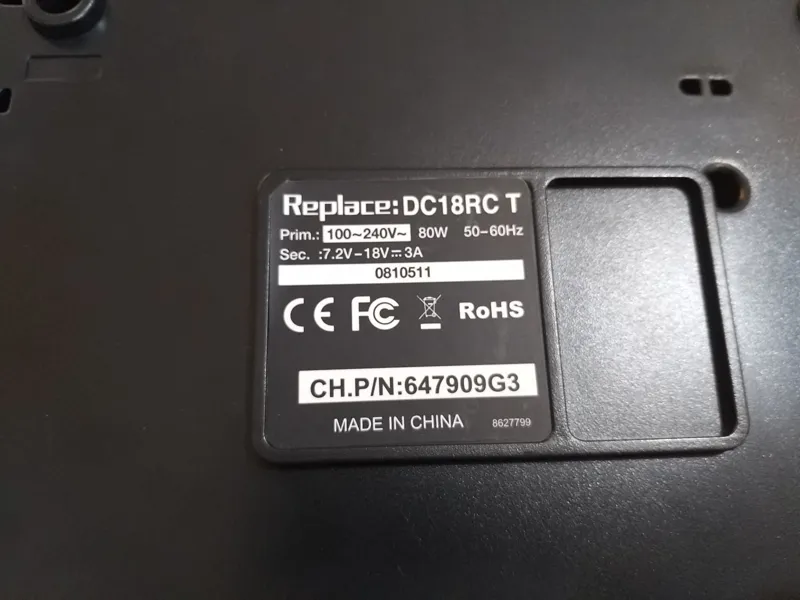 Replace: DC18RC T
Prim.: 100~240V~ 80W 50-60Hz
Sec. :7.2V-18V⎓3A
0810511
CE FC RoHS
CH.P/N:647909G3
MADE IN CHINA 8627799